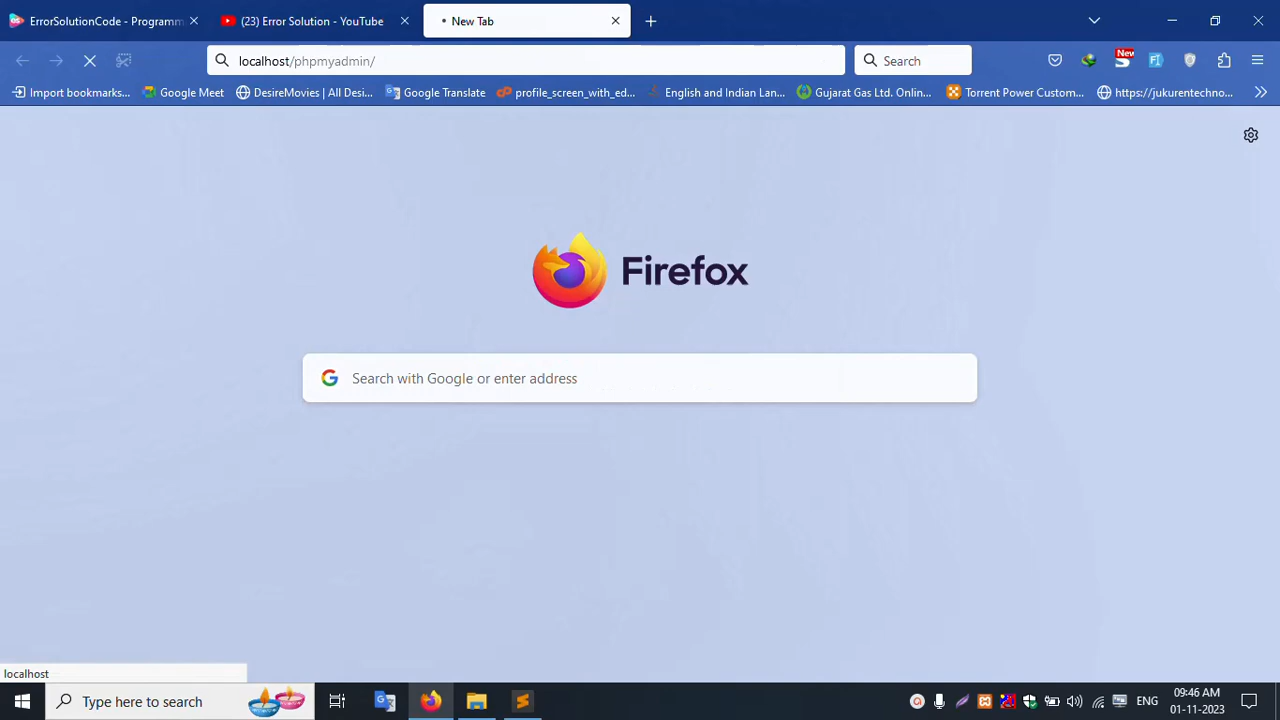 ErrorSolutionCode - Programm
(23) Error Solution - YouTube
New Tab
localhost/phpmyadmin/
Search
New
Import bookmarks...
Google Meet
DesireMovies | All Desi...
Google Translate
profile_screen_with_ed...
English and Indian Lan...
Gujarat Gas Ltd. Onlin...
Torrent Power Custom...
https://jukurentechno...
Firefox
Search with Google or enter address
localhost
Type here to search
ENG
09:46 AM
01-11-2023